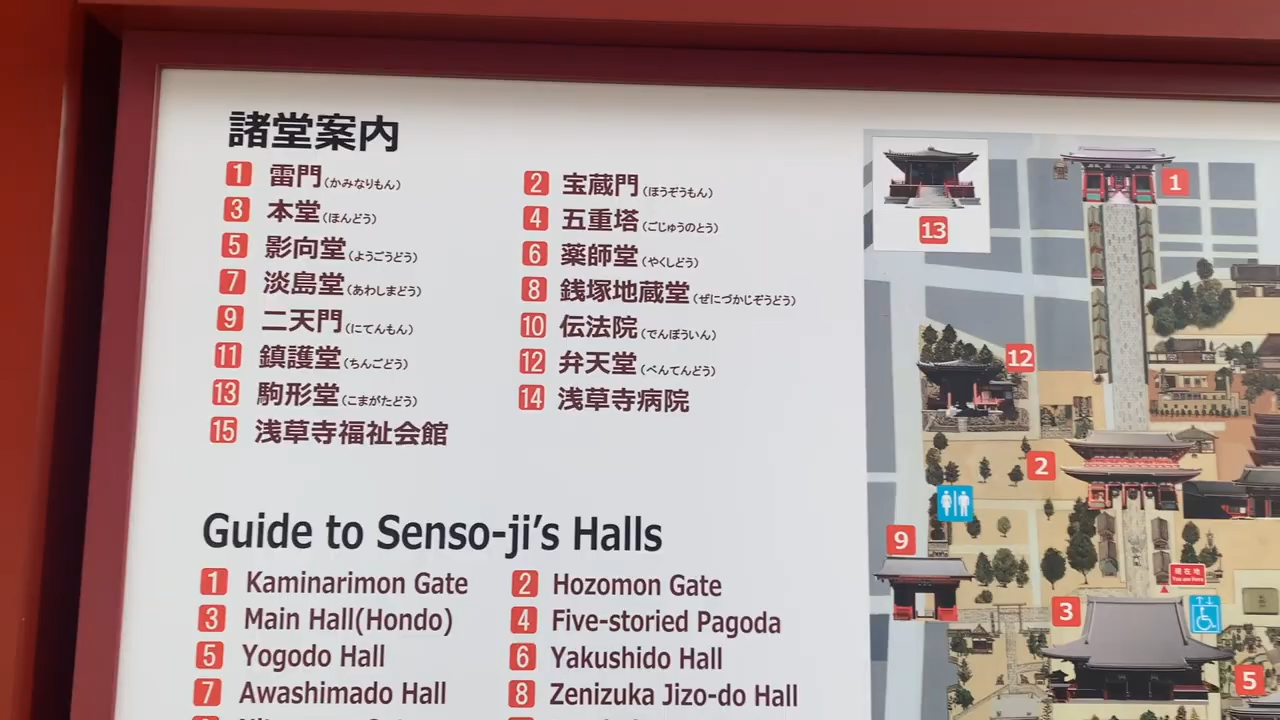 諸堂案内
1 雷門(かみなりもん) 2 宝蔵門(ほうぞうもん)
3 本堂(ほんどう) 4 五重塔(ごじゅうのとう)
5 影向堂(ようごうどう) 6 薬師堂(やくしどう)
7 淡島堂(あわしまどう) 8 銭塚地蔵堂(ぜにづかじぞうどう)
9 二天門(にてんもん) 10 伝法院(でんぼういん)
11 鎮護堂(ちんごどう) 12 弁天堂(べんてんどう)
13 駒形堂(こまがたどう) 14 浅草寺病院
15 浅草寺福祉会館
Guide to Senso-ji's Halls
1 Kaminarimon Gate 2 Hozomon Gate
3 Main Hall(Hondo) 4 Five-storied Pagoda
5 Yogodo Hall 6 Yakushido Hall
7 Awashimado Hall 8 Zenizuka Jizo-do Hall
13
1
12
2
9
現在地
You are Here
3
5